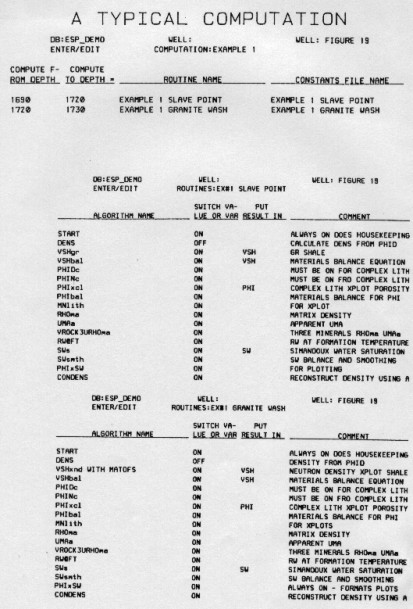 A TYPICAL COMPUTATION
DB:ESP_DEMO WELL: WELL: FIGURE 19
ENTER/EDIT COMPUTATION:EXAMPLE 1
COMPUTE F- COMPUTE
ROM DEPTH TO DEPTH = ROUTINE NAME CONSTANTS FILE NAME
1690 1720 EXAMPLE 1 SLAVE POINT EXAMPLE 1 SLAVE POINT
1720 1730 EXAMPLE 1 GRANITE WASH EXAMPLE 1 GRANITE WASH
DB:ESP_DEMO WELL: WELL: FIGURE 19
ENTER/EDIT ROUTINES:EX#1 SLAVE POINT
SWITCH VA- PUT
ALGORITHM NAME LUE OR VAR RESULT IN COMMENT
START ON ALWAYS ON DOES HOUSEKEEPING
DENS OFF CALCULATE DENS FROM PHID
VSHgr ON VSH GR SHALE
VSHbal ON VSH MATERIALS BALANCE EQUATION
PHIDc ON MUST BE ON FOR COMPLEX LITH
PHINc ON MUST BE ON FRO COMPLEX LITH
PHIxcl ON PHI COMPLEX LITH XPLOT POROSITY
PHIbal ON MATERIALS BALANCE FOR PHI
MNlith ON FOR XPLOT
RHOma ON MATRIX DENSITY
UMAa ON APPARENT UMA
VROCK3URHOma ON THREE MINERALS RHOma UMAa
RW@FT ON RW AT FORMATION TEMPERATURE
SWs ON SW SIMANDOUX WATER SATURATION
SWsmth ON SW BALANCE AND SMOOTHING
PHIxSW ON FOR PLOTTING
CONDENS ON RECONSTRUCT DENSITY USING A
DB:ESP_DEMO WELL: WELL: FIGURE 19
ENTER/EDIT ROUTINES:EX#1 GRANITE WASH
SWITCH VA- PUT
ALGORITHM NAME LUE OR VAR RESULT IN COMMENT
START ON ALWAYS ON DOES HOUSEKEEPING
DENS OFF DENSITY FROM PHID
VSHxnd WITH MATOFS ON VSH NEUTRON DENSITY XPLOT SHALE
VSHbal ON VSH MATERIALS BALANCE EQUATION
PHIDc ON MUST BE ON FOR COMPLEX LITH
PHINc ON MUST BE ON FRO COMPLEX LITH
PHIxcl ON PHI COMPLEX LITH XPLOT POROSITY
PHIbal ON MATERIALS BALANCE FOR PHI
MNlith ON FOR XPLOTS
RHOma ON MATRIX DENSITY
UMAa ON APPARENT UMA
VROCK3URHOma ON THREE MINERALS RHOma UMAa
RW@FT ON RW AT FORMATION TEMPERATURE
SWs ON SW SIMANDOUX WATER SATURATION
SWsmth ON SW BALANCE AND SMOOTHING
PHIxSW ON ALWAYS ON - FORMATS PLOTS
CONDENS ON RECONSTRUCT DENSITY USING A